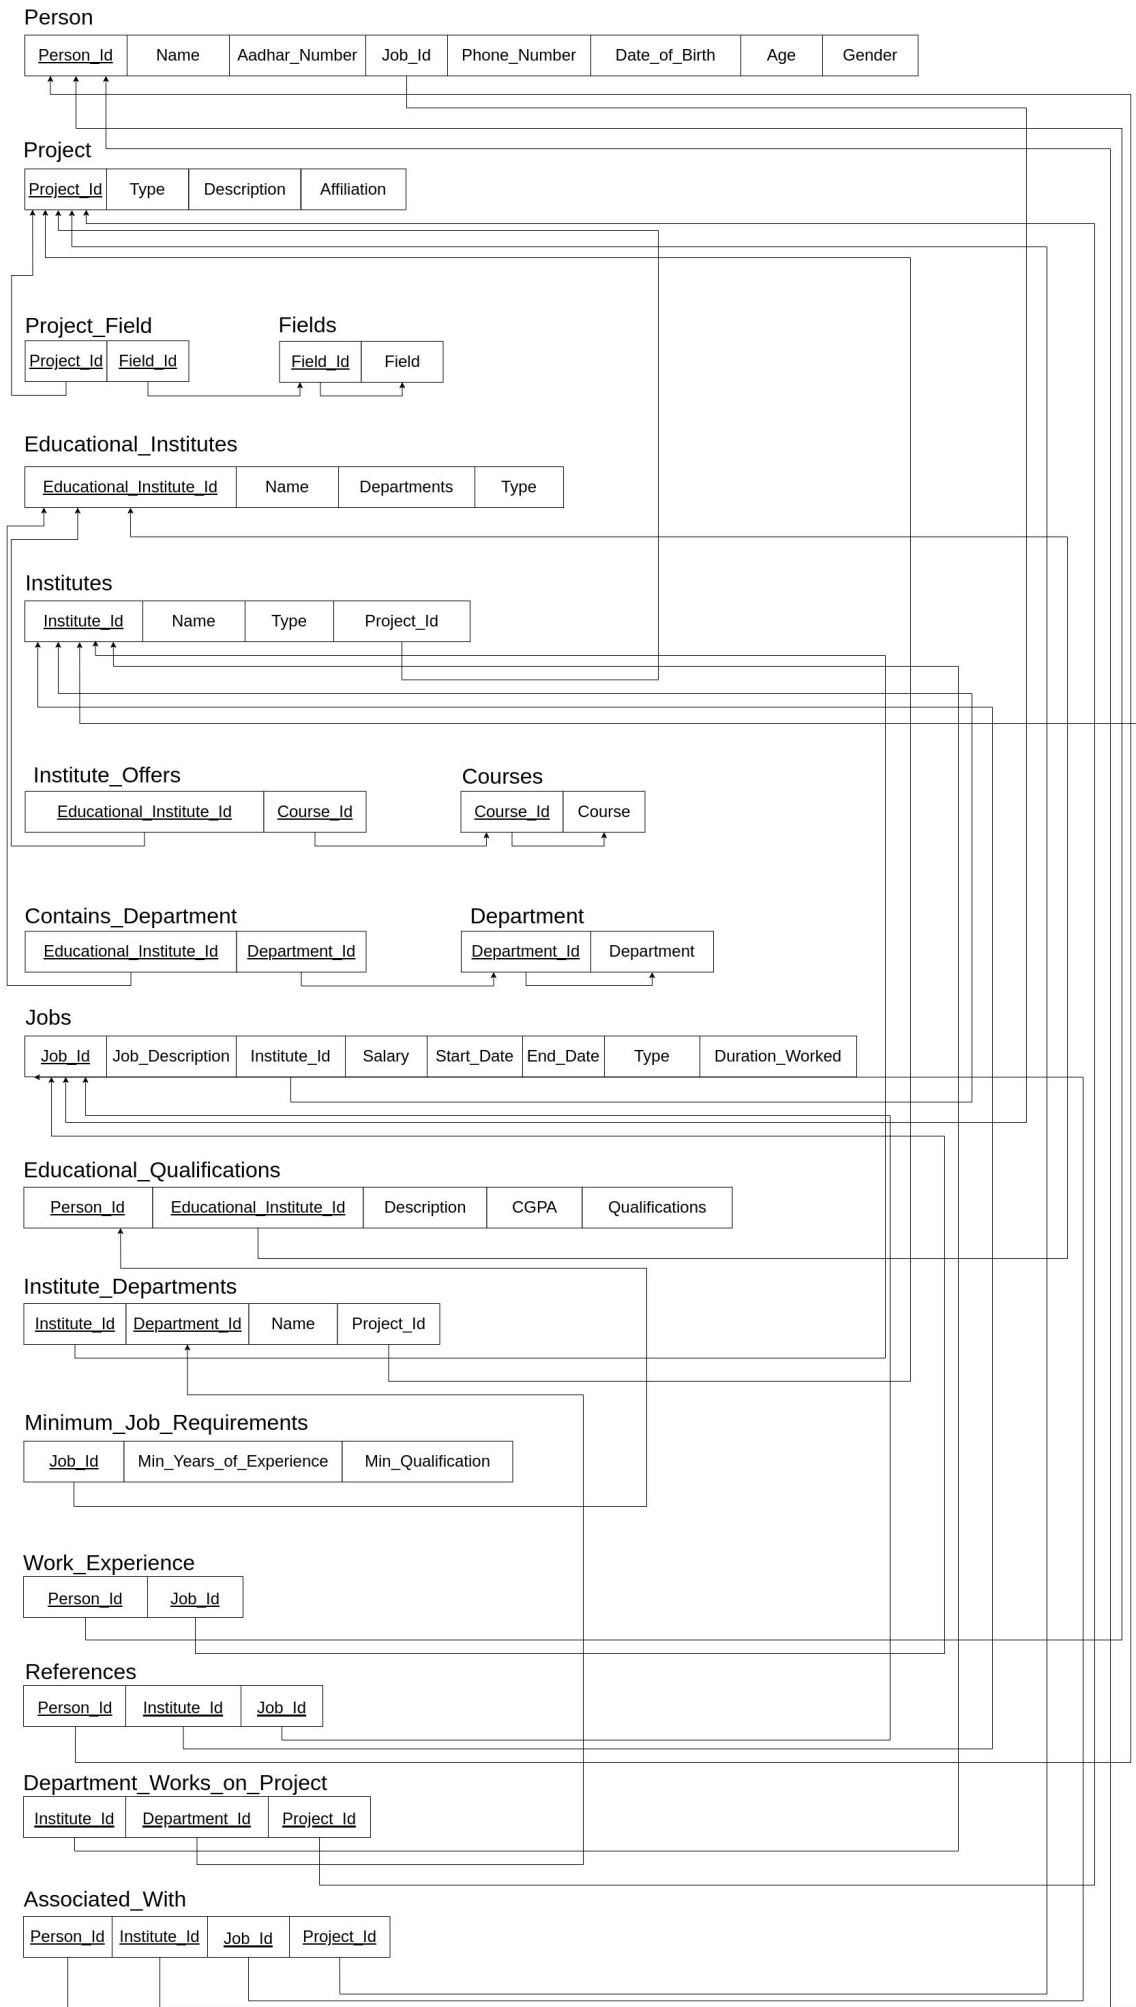 Person
Person_Id Name Aadhar_Number Job_Id Phone_Number Date_of_Birth Age Gender
Project
Project_Id Type Description Affiliation
Project_Field Fields
Project_Id Field_Id Field_Id Field
Educational_Institutes
Educational_Institute_Id Name Departments Type
Institutes
Institute_Id Name Type Project_Id
Institute_Offers Courses
Educational_Institute_Id Course_Id Course_Id Course
Contains_Department Department
Educational_Institute_Id Department_Id Department_Id Department
Jobs
Job_Id Job_Description Institute_Id Salary Start_Date End_Date Type Duration_Worked
Educational_Qualifications
Person_Id Educational_Institute_Id Description CGPA Qualifications
Institute_Departments
Institute_Id Department_Id Name Project_Id
Minimum_Job_Requirements
Job_Id Min_Years_of_Experience Min_Qualification
Work_Experience
Person_Id Job_Id
References
Person_Id Institute_Id Job_Id
Department_Works_on_Project
Institute_Id Department_Id Project_Id
Associated_With
Person_Id Institute_Id Job_Id Project_Id